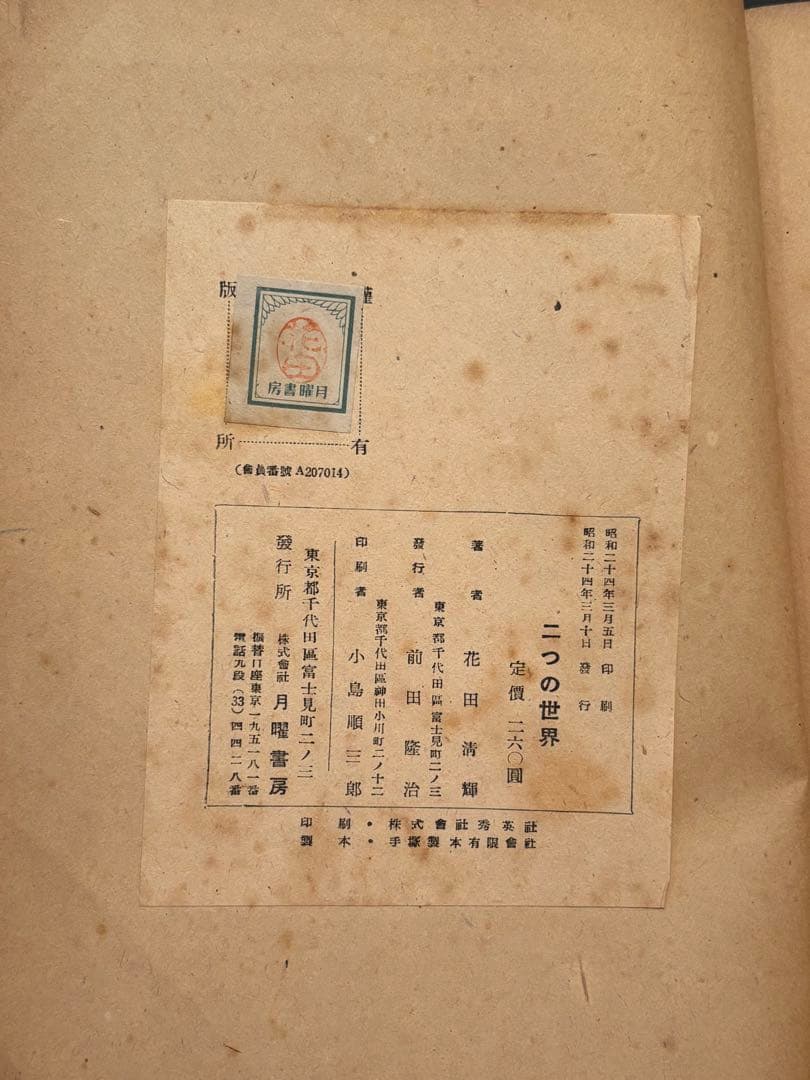 版權
所有
月曜書房
(會員番號 A207014)
昭和二十四年三月五日 印刷
昭和二十四年三月十日 發行
二つの世界
定價 二六〇圓
著者 花田清輝
東京都千代田區富士見町二ノ三
發行者 前田隆治
東京都千代田區神田小川町二ノ十二
印刷者 小島順三郎
東京都千代田區富士見町二ノ三
發行所 株式會社 月曜書房
振替口座東京一九五一八一番
電話九段(33)四四二八番
印刷・株式會社秀英社
製本・手塚製本有限會社